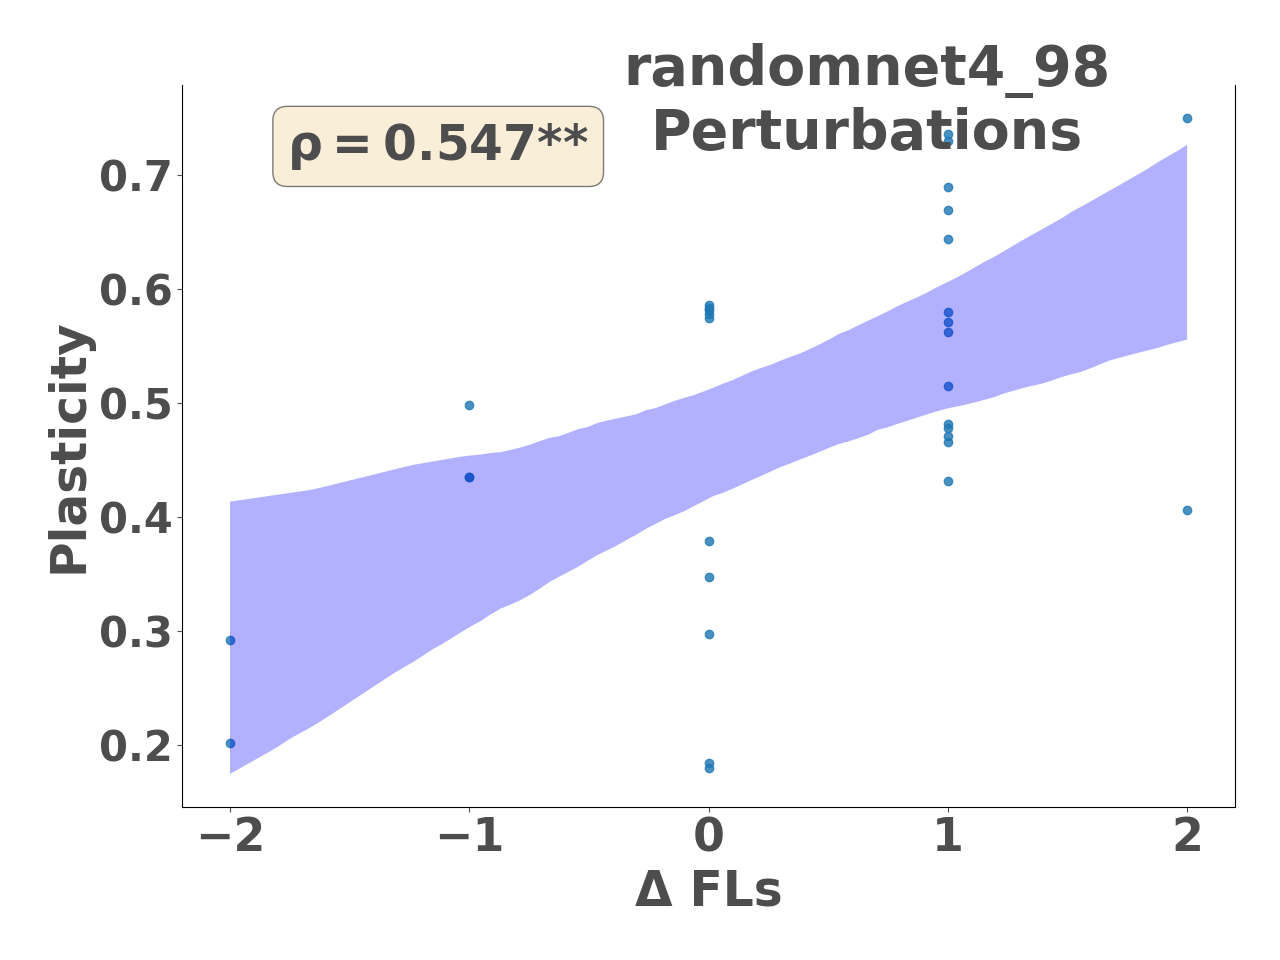 randomnet4_98
Perturbations
ρ = 0.547**
0.7
0.6
0.5
0.4
0.3
0.2
Plasticity
−2 −1 0 1 2
Δ FLs